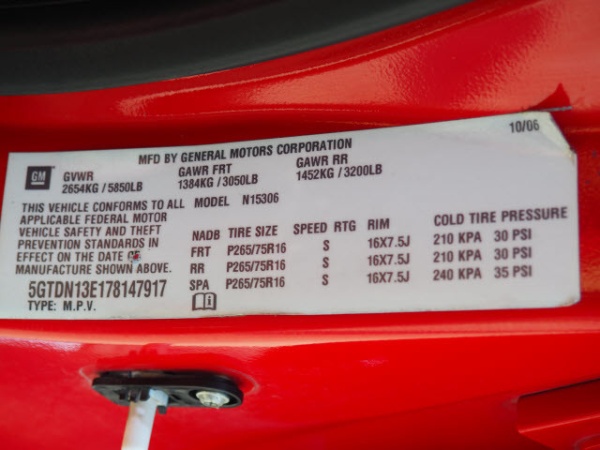 10/06
MFD BY GENERAL MOTORS CORPORATION
GM
GVWR GAWR FRT GAWR RR
2654KG / 5850LB 1384KG / 3050LB 1452KG / 3200LB
THIS VEHICLE CONFORMS TO ALL MODEL N15306
APPLICABLE FEDERAL MOTOR
VEHICLE SAFETY AND THEFT
PREVENTION STANDARDS IN
EFFECT ON THE DATE OF
MANUFACTURE SHOWN ABOVE.
5GTDN13E178147917
TYPE: M.P.V.
NADB TIRE SIZE SPEED RTG RIM COLD TIRE PRESSURE
FRT P265/75R16 S 16X7.5J 210 KPA 30 PSI
RR P265/75R16 S 16X7.5J 210 KPA 30 PSI
SPA P265/75R16 S 16X7.5J 240 KPA 35 PSI